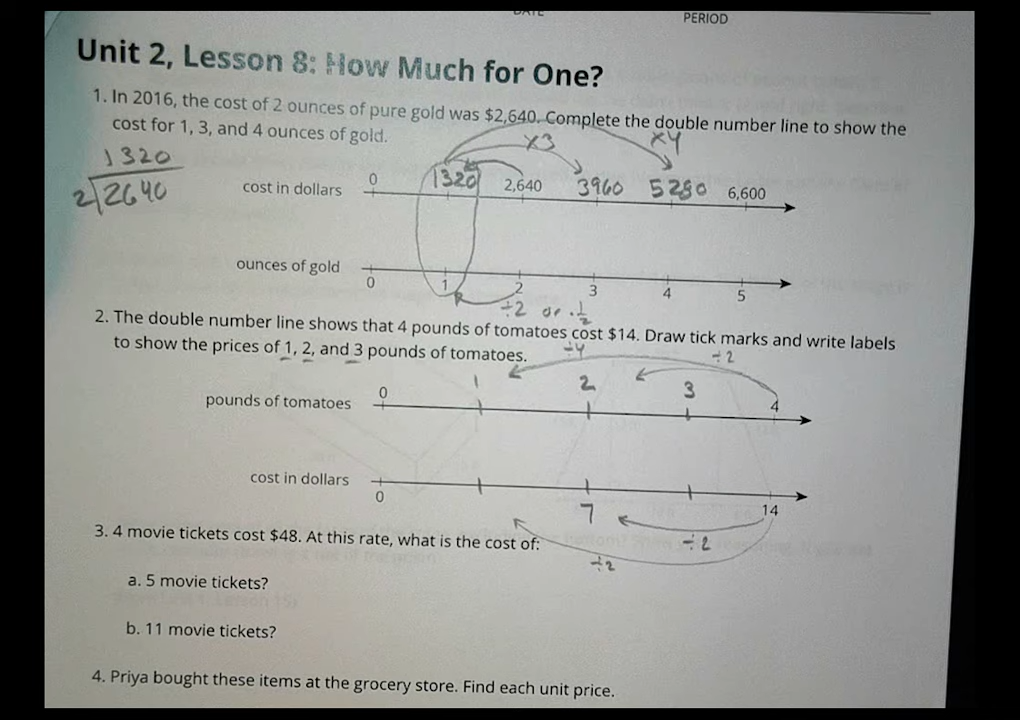 DATE
PERIOD
Unit 2, Lesson 8: How Much for One?
1. In 2016, the cost of 2 ounces of pure gold was $2,640. Complete the double number line to show the
cost for 1, 3, and 4 ounces of gold.
×3 ×4
1320
2)2640
cost in dollars 0 1320 2,640 3960 5280 6,600
ounces of gold
0 1 2 3 4 5
÷2 or · 1/2
2. The double number line shows that 4 pounds of tomatoes cost $14. Draw tick marks and write labels
to show the prices of 1, 2, and 3 pounds of tomatoes.
÷4 ÷2
pounds of tomatoes 0 1 2 3 4
cost in dollars
0 7 14
÷2
÷2
3. 4 movie tickets cost $48. At this rate, what is the cost of:
a. 5 movie tickets?
b. 11 movie tickets?
4. Priya bought these items at the grocery store. Find each unit price.